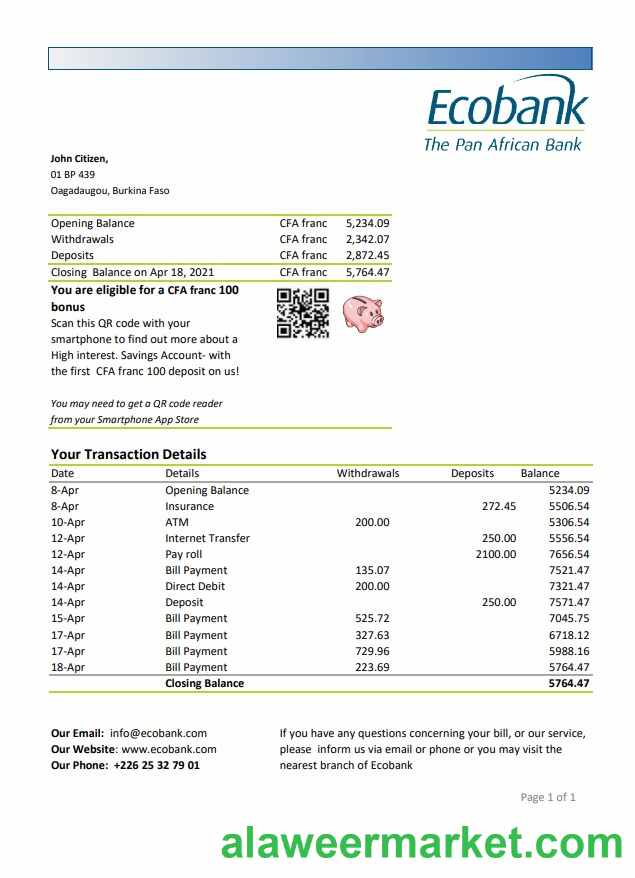 Ecobank
The Pan African Bank
John Citizen,
01 BP 439
Oagadaugou, Burkina Faso
Opening Balance CFA franc 5,234.09
Withdrawals CFA franc 2,342.07
Deposits CFA franc 2,872.45
Closing Balance on Apr 18, 2021 CFA franc 5,764.47
You are eligible for a CFA franc 100
bonus
Scan this QR code with your
smartphone to find out more about a
High interest. Savings Account- with
the first CFA franc 100 deposit on us!
You may need to get a QR code reader
from your Smartphone App Store
Your Transaction Details
Date Details Withdrawals Deposits Balance
8-Apr Opening Balance 5234.09
8-Apr Insurance 272.45 5506.54
10-Apr ATM 200.00 5306.54
12-Apr Internet Transfer 250.00 5556.54
12-Apr Pay roll 2100.00 7656.54
14-Apr Bill Payment 135.07 7521.47
14-Apr Direct Debit 200.00 7321.47
14-Apr Deposit 250.00 7571.47
15-Apr Bill Payment 525.72 7045.75
17-Apr Bill Payment 327.63 6718.12
17-Apr Bill Payment 729.96 5988.16
18-Apr Bill Payment 223.69 5764.47
Closing Balance 5764.47
Our Email: info@ecobank.com
Our Website: www.ecobank.com
Our Phone: +226 25 32 79 01
If you have any questions concerning your bill, or our service,
please inform us via email or phone or you may visit the
nearest branch of Ecobank
Page 1 of 1
alaweermarket.com